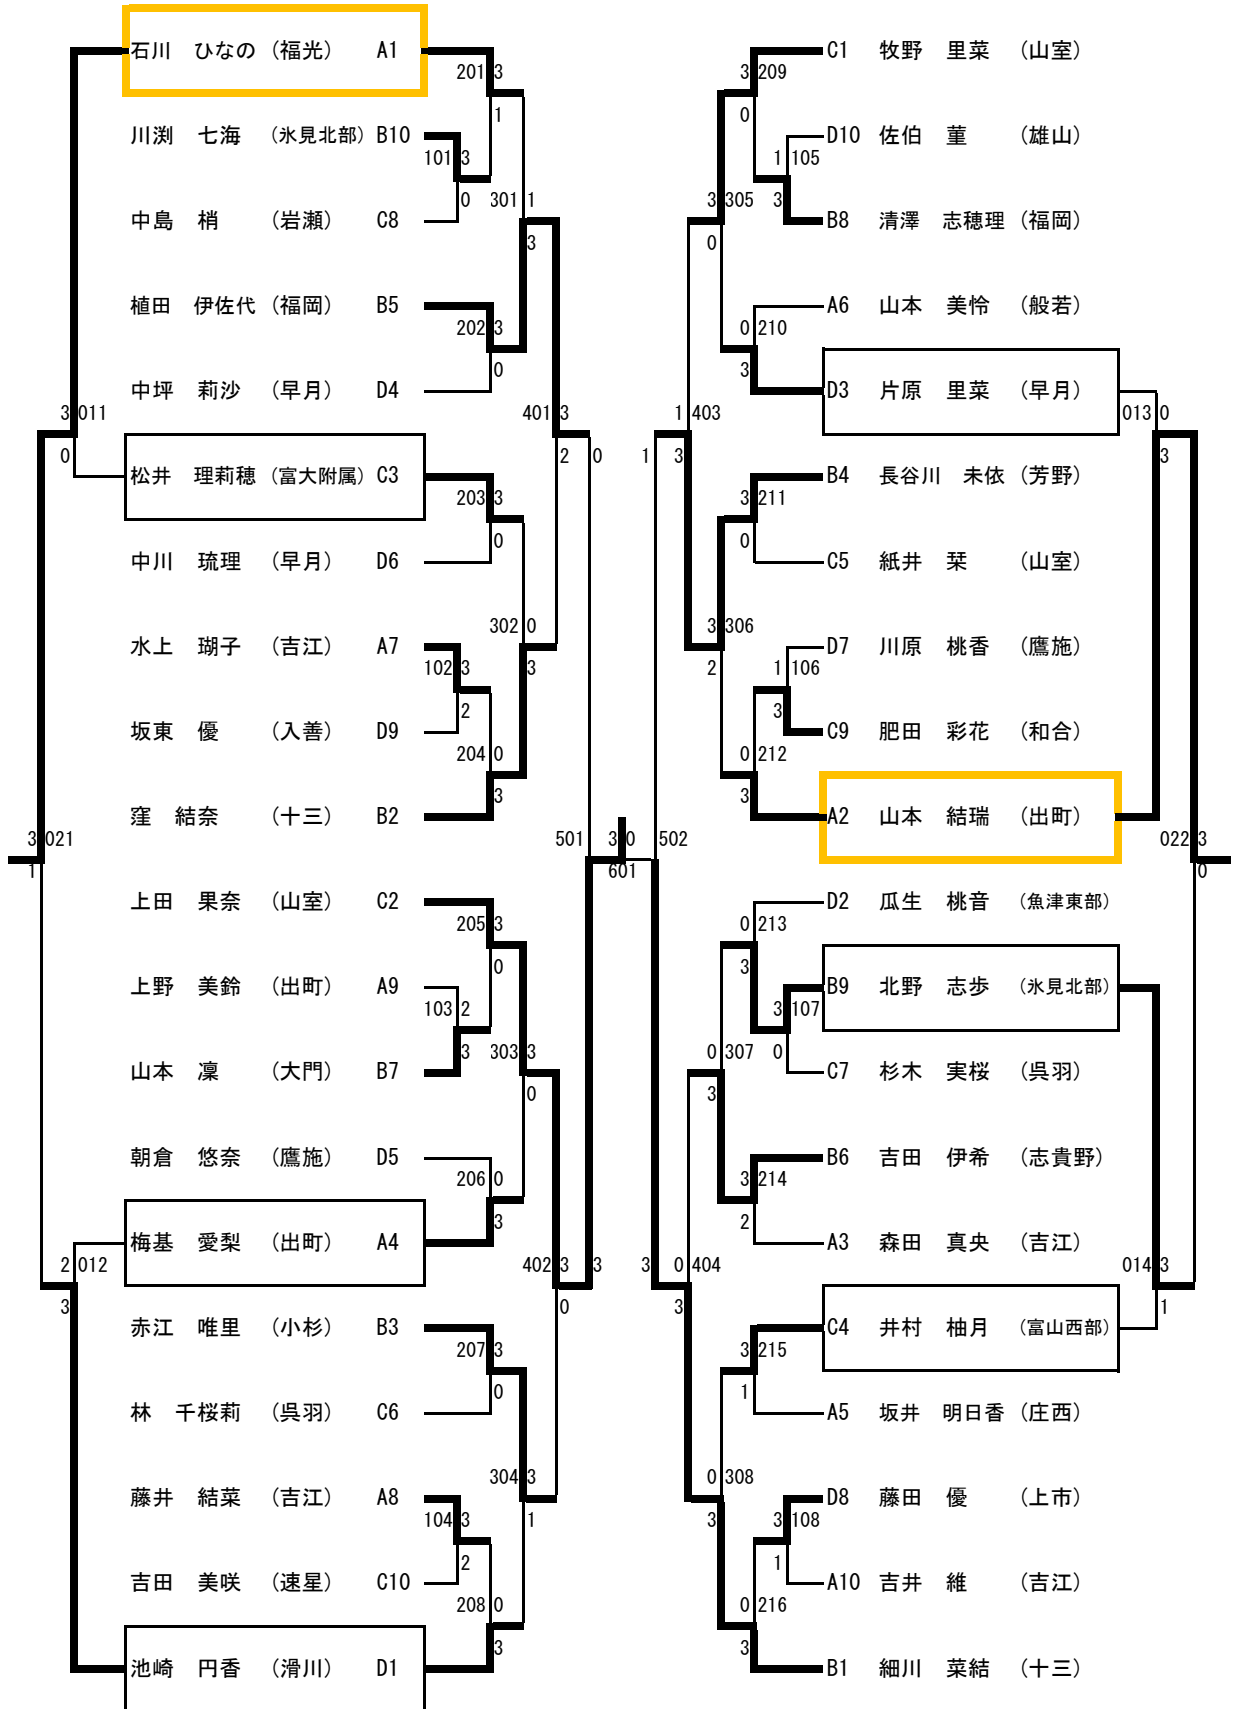 石川 ひなの (福光) A1
201 3
1
川渕 七海 (氷見北部) B10
101 3
0
301 1
3
中島 梢 (岩瀬) C8
植田 伊佐代 (福岡) B5
202 3
0
中坪 莉沙 (早月) D4
3 011
0
401 3
2
0
松井 理莉穂 (富大附属) C3
203 3
0
中川 琉理 (早月) D6
302 0
3
水上 瑚子 (吉江) A7
102 3
2
坂東 優 (入善) D9
204 0
3
窪 結奈 (十三) B2
3 021
1
501
3 0
601
502
上田 果奈 (山室) C2
205 3
0
上野 美鈴 (出町) A9
103 2
3
303 3
0
山本 凜 (大門) B7
朝倉 悠奈 (鷹施) D5
206 0
3
梅基 愛梨 (出町) A4
2 012
3
402 3
0
3
赤江 唯里 (小杉) B3
207 3
0
林 千桜莉 (呉羽) C6
304 3
1
藤井 結菜 (吉江) A8
104 3
2
吉田 美咲 (速星) C10
208 0
3
池崎 円香 (滑川) D1
C1 牧野 里菜 (山室)
3 209
0
D10 佐伯 菫 (雄山)
1 105
3
3 305
0
B8 清澤 志穂理 (福岡)
A6 山本 美怜 (般若)
0 210
3
D3 片原 里菜 (早月)
1 403
3
1
013 0
3
B4 長谷川 未依 (芳野)
3 211
0
C5 紙井 栞 (山室)
3 306
2
D7 川原 桃香 (鷹施)
1 106
3
C9 肥田 彩花 (和合)
0 212
3
A2 山本 結瑞 (出町)
022 3
0
D2 瓜生 桃音 (魚津東部)
0 213
3
B9 北野 志歩 (氷見北部)
3 107
0
0 307
3
C7 杉木 実桜 (呉羽)
B6 吉田 伊希 (志貴野)
3 214
2
A3 森田 真央 (吉江)
3
0 404
3
014 3
1
C4 井村 柚月 (富山西部)
3 215
1
A5 坂井 明日香 (庄西)
0 308
3
D8 藤田 優 (上市)
3 108
1
A10 吉井 維 (吉江)
0 216
3
B1 細川 菜結 (十三)